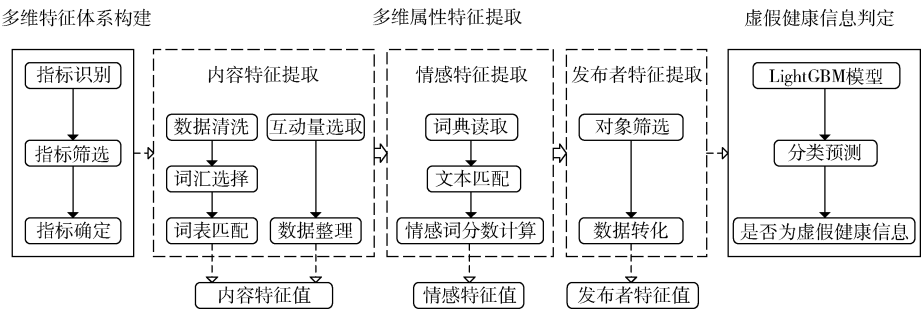 多维特征体系构建
多维属性特征提取
虚假健康信息判定
指标识别
指标筛选
指标确定
内容特征提取
数据清洗
互动量选取
词汇选择
词表匹配
数据整理
内容特征值
情感特征提取
词典读取
文本匹配
情感词分数计算
情感特征值
发布者特征提取
对象筛选
数据转化
发布者特征值
LightGBM模型
分类预测
是否为虚假健康信息